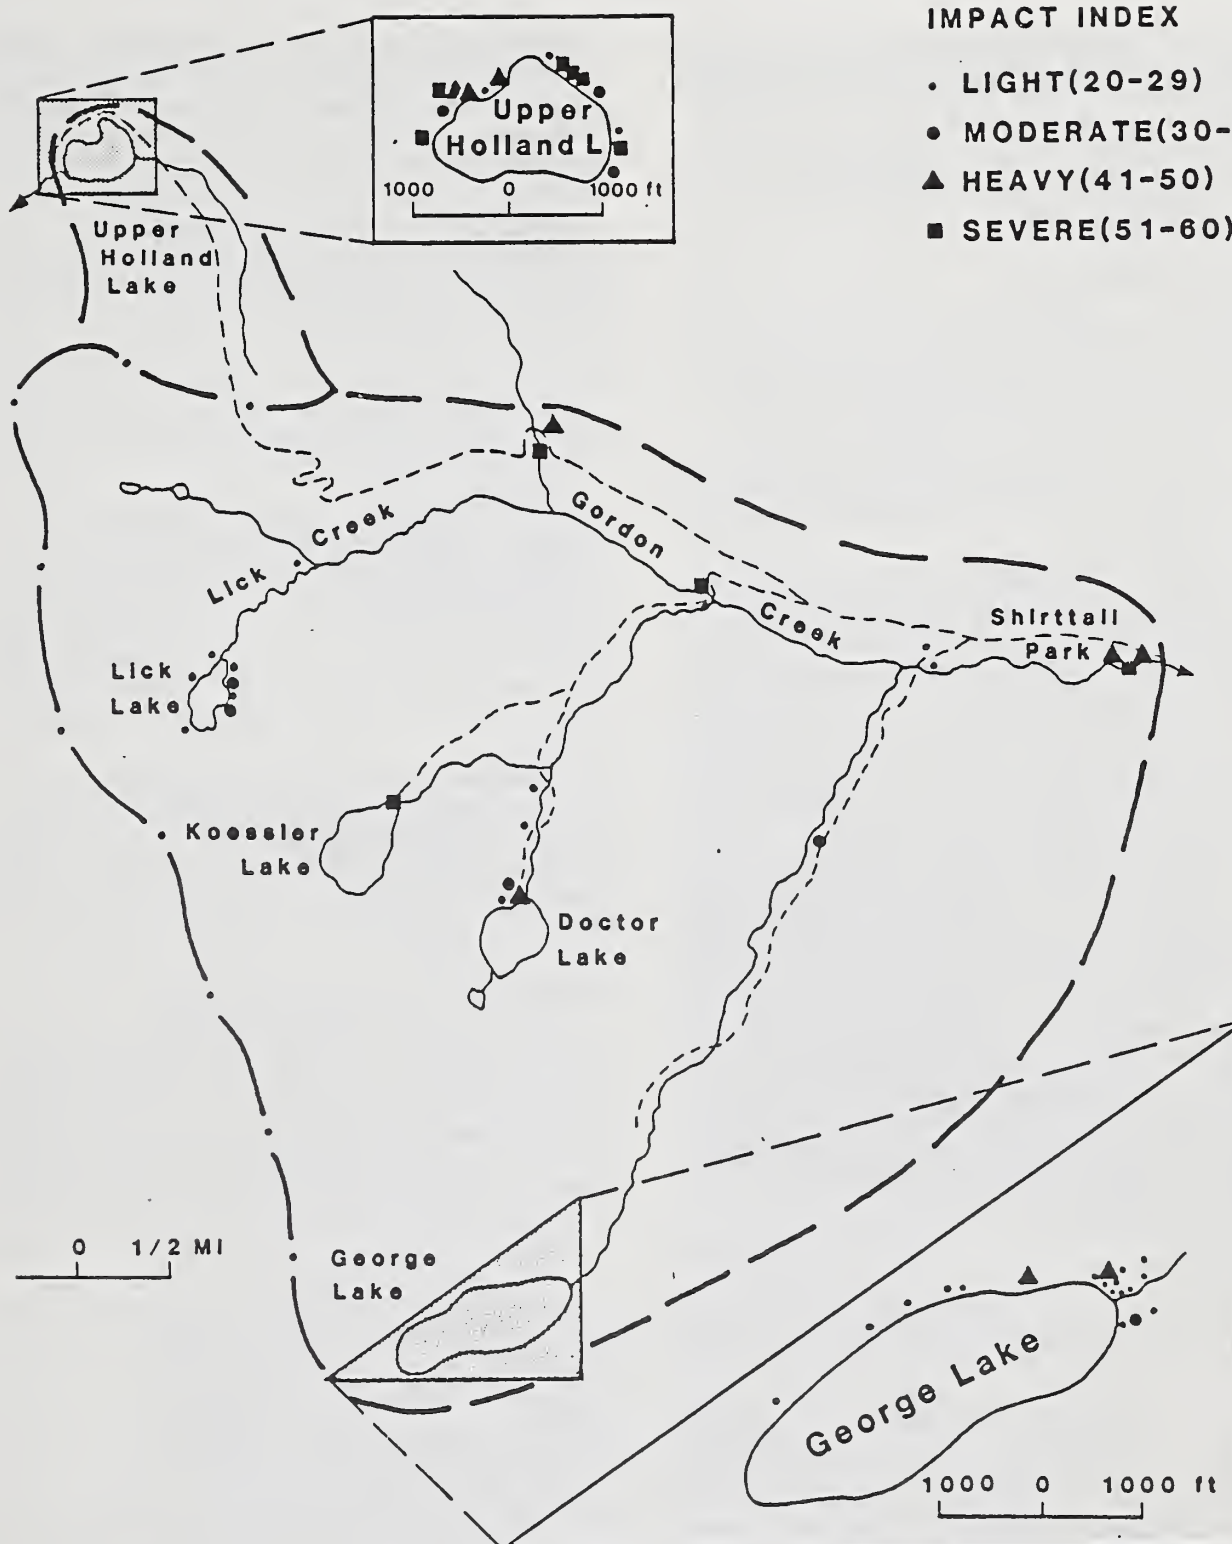 IMPACT INDEX
LIGHT(20-29)
MODERATE(30-
HEAVY(41-50)
SEVERE(51-60)
Upper
Holland L
1000 0 1000 ft
Upper
Holland
Lake
Lick Creek
Gordon
Creek
Shirttail
Park
Lick
Lake
Koessler
Lake
Doctor
Lake
0 1/2 MI
George
Lake
George Lake
1000 0 1000 ft